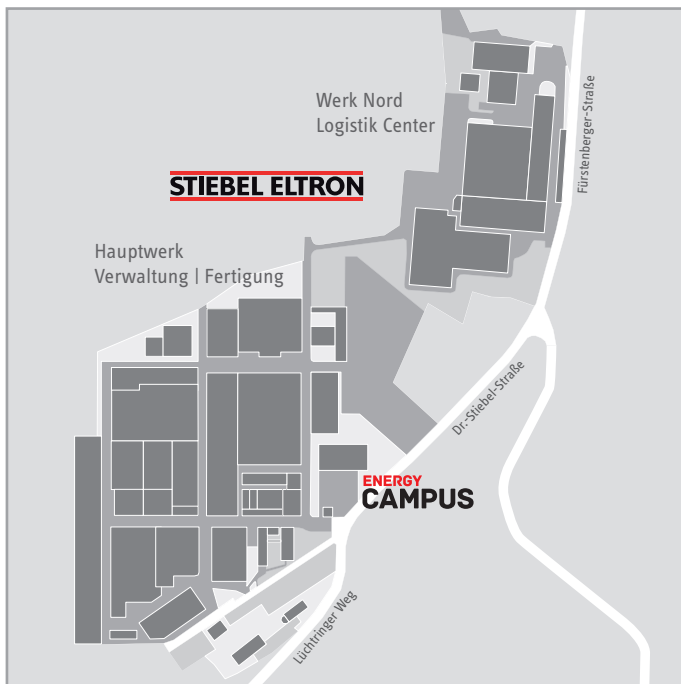 Werk Nord
Logistik Center
Fürstenberger-Straße
STIEBEL ELTRON
Hauptwerk
Verwaltung | Fertigung
Dr.-Stiebel-Straße
ENERGY
CAMPUS
Lüchtringer Weg